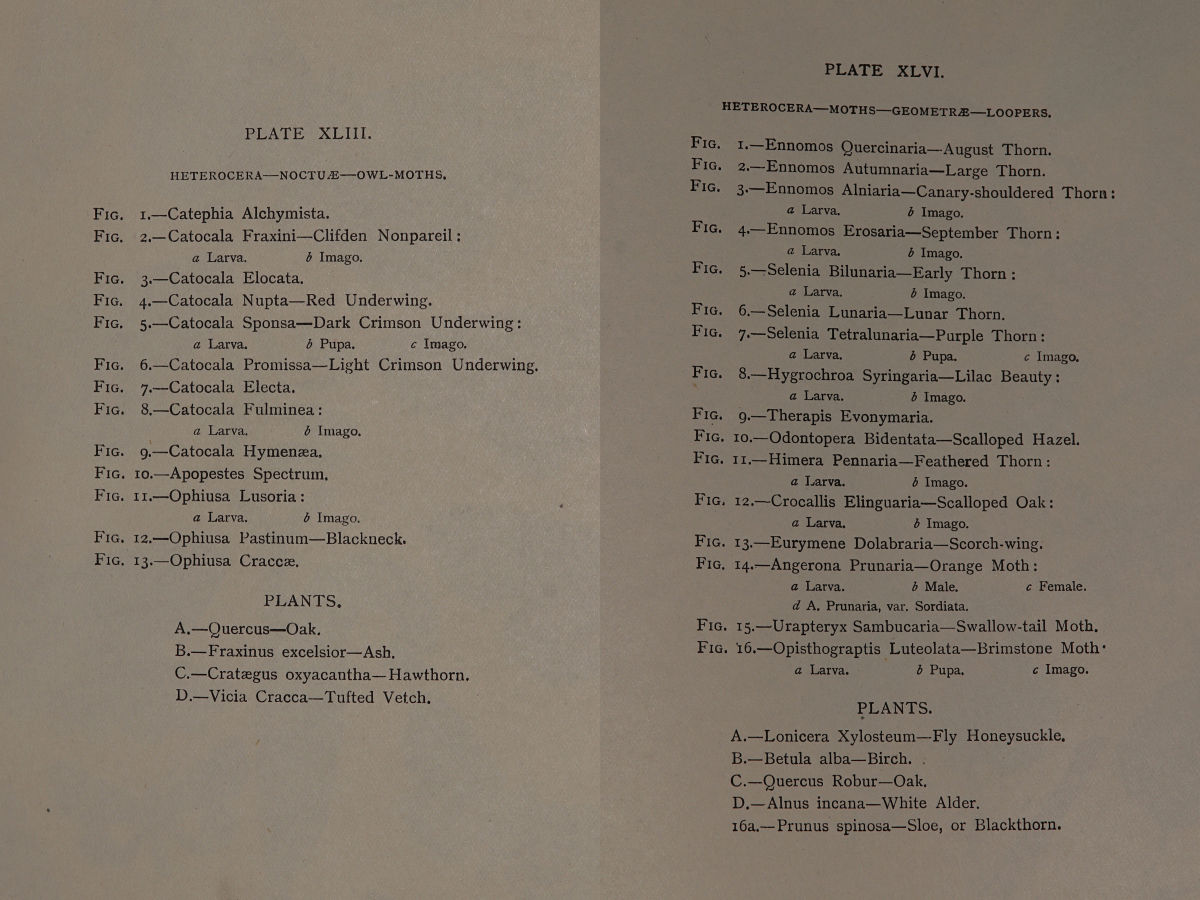 PLATE XLIII.
HETEROCERA—NOCTUÆ—OWL-MOTHS.
FIG. 1.—Catephia Alchymista.
FIG. 2.—Catocala Fraxini—Clifden Nonpareil:
a Larva. b Imago.
FIG. 3.—Catocala Elocata.
FIG. 4.—Catocala Nupta—Red Underwing.
FIG. 5.—Catocala Sponsa—Dark Crimson Underwing:
a Larva. b Pupa. c Imago.
FIG. 6.—Catocala Promissa—Light Crimson Underwing.
FIG. 7.—Catocala Electa.
FIG. 8.—Catocala Fulminea:
a Larva. b Imago.
FIG. 9.—Catocala Hymenæa.
FIG. 10.—Apopestes Spectrum.
FIG. 11.—Ophiusa Lusoria:
a Larva. b Imago.
FIG. 12.—Ophiusa Pastinum—Blackneck.
FIG. 13.—Ophiusa Craccæ.
PLANTS.
A.—Quercus—Oak.
B.—Fraxinus excelsior—Ash.
C.—Cratægus oxyacantha—Hawthorn.
D.—Vicia Cracca—Tufted Vetch.
PLATE XLVI.
HETEROCERA—MOTHS—GEOMETRÆ—LOOPERS.
FIG. 1.—Ennomos Quercinaria—August Thorn.
FIG. 2.—Ennomos Autumnaria—Large Thorn.
FIG. 3.—Ennomos Alniaria—Canary-shouldered Thorn:
a Larva. b Imago.
FIG. 4.—Ennomos Erosaria—September Thorn:
a Larva. b Imago.
FIG. 5.—Selenia Bilunaria—Early Thorn:
a Larva. b Imago.
FIG. 6.—Selenia Lunaria—Lunar Thorn.
FIG. 7.—Selenia Tetralunaria—Purple Thorn:
a Larva. b Pupa. c Imago.
FIG. 8.—Hygrochroa Syringaria—Lilac Beauty:
a Larva. b Imago.
FIG. 9.—Therapis Evonymaria.
FIG. 10.—Odontopera Bidentata—Scalloped Hazel.
FIG. 11.—Himera Pennaria—Feathered Thorn:
a Larva. b Imago.
FIG. 12.—Crocallis Elinguaria—Scalloped Oak:
a Larva. b Imago.
FIG. 13.—Eurymene Dolabraria—Scorch-wing.
FIG. 14.—Angerona Prunaria—Orange Moth:
a Larva. b Male. c Female.
d A. Prunaria, var. Sordiata.
FIG. 15.—Urapteryx Sambucaria—Swallow-tail Moth.
FIG. 16.—Opisthograptis Luteolata—Brimstone Moth·
a Larva. b Pupa. c Imago.
PLANTS.
A.—Lonicera Xylosteum—Fly Honeysuckle.
B.—Betula alba—Birch.
C.—Quercus Robur—Oak.
D.—Alnus incana—White Alder.
16a.—Prunus spinosa—Sloe, or Blackthorn.